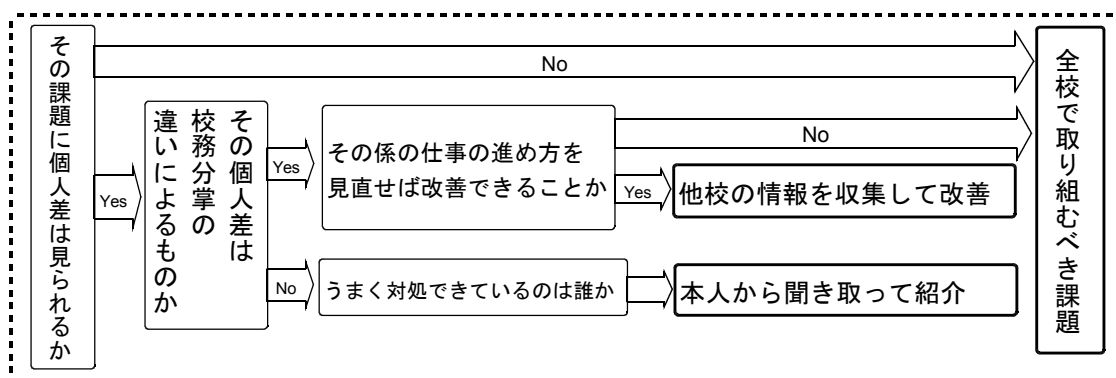 その課題に個人差は見られるか
No
Yes
その個人差は
校務分掌の
違いによるものか
Yes
その係の仕事の進め方を
見直せば改善できることか
No
Yes
他校の情報を収集して改善
No
うまく対処できているのは誰か
本人から聞き取って紹介
全校で取り組むべき課題